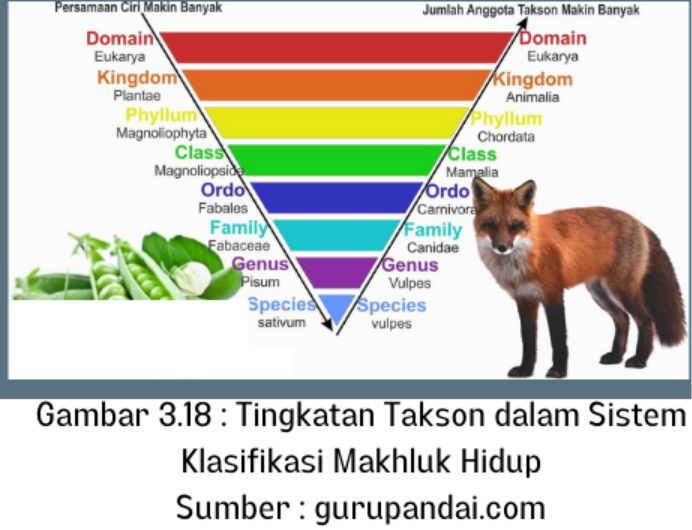 Persamaan Ciri Makin Banyak
Jumlah Anggota Takson Makin Banyak
Domain
Eukarya
Domain
Eukarya
Kingdom
Plantae
Kingdom
Animalia
Phyllum
Magnoliophyta
Phyllum
Chordata
Class
Magnoliopsida
Class
Mamalia
Ordo
Fabales
Ordo
Carnivora
Family
Fabaceae
Family
Canidae
Genus
Pisum
Genus
Vulpes
Species
sativum
Species
vulpes
Gambar 3.18 : Tingkatan Takson dalam Sistem
Klasifikasi Makhluk Hidup
Sumber : gurupandai.com